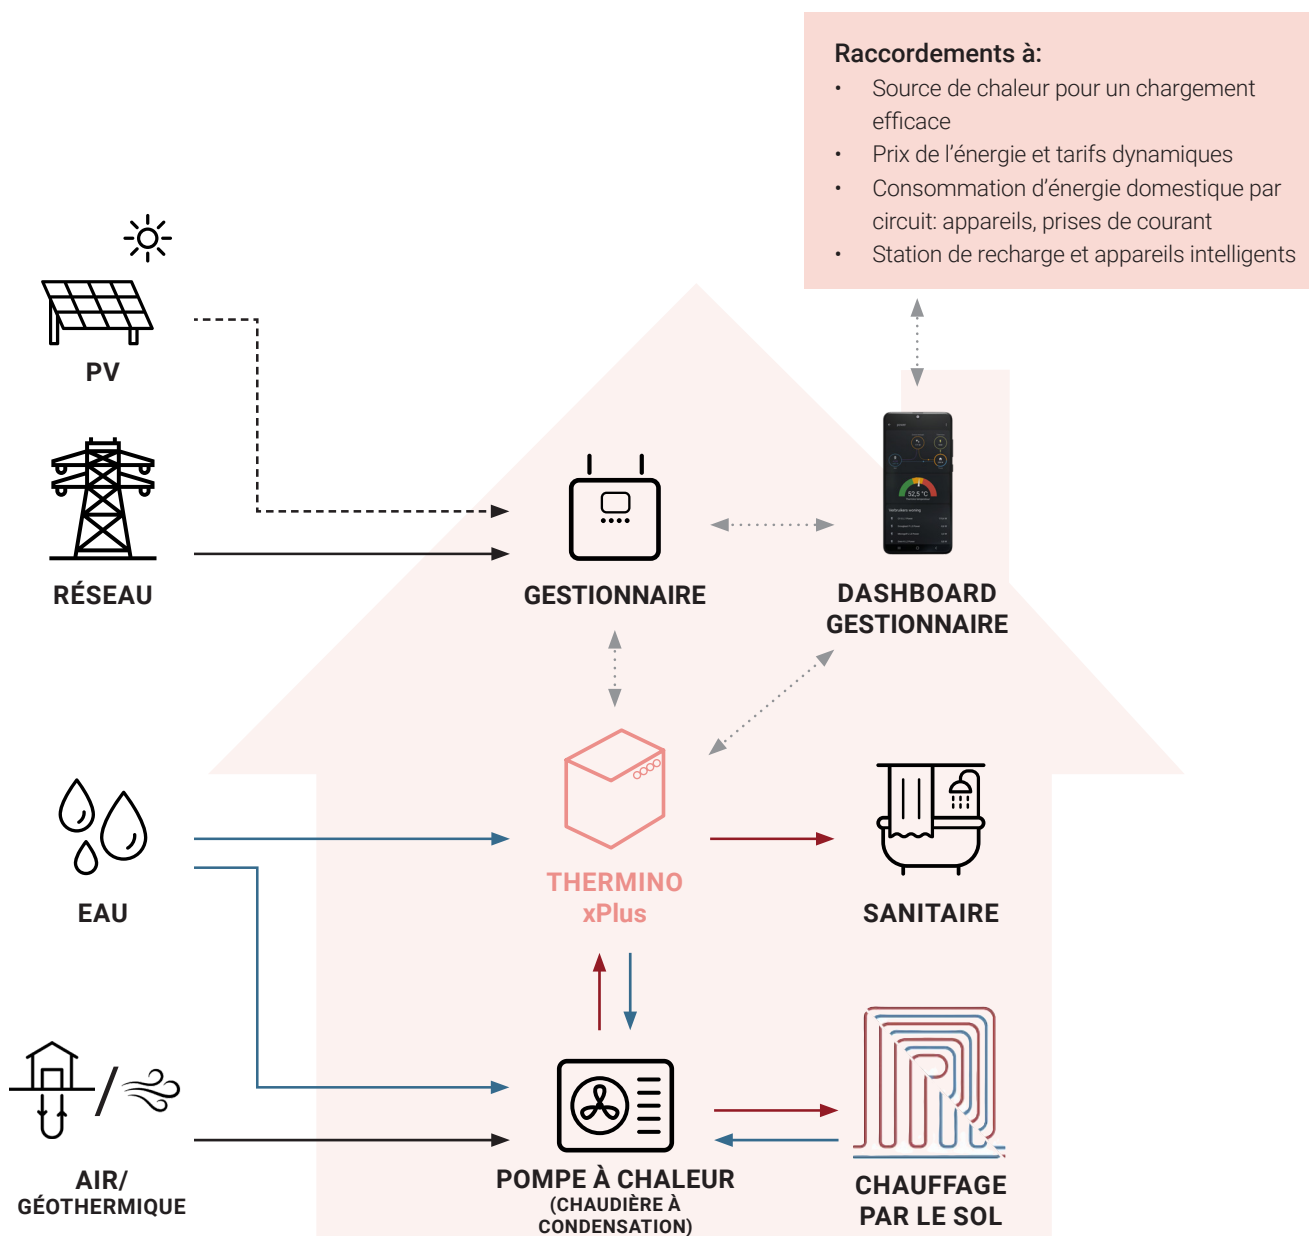 Raccordements à:
• Source de chaleur pour un chargement
efficace
• Prix de l'énergie et tarifs dynamiques
• Consommation d'énergie domestique par
circuit: appareils, prises de courant
• Station de recharge et appareils intelligents
PV
RÉSEAU
GESTIONNAIRE
52,5 °C
DASHBOARD
GESTIONNAIRE
EAU
THERMINO
xPlus
SANITAIRE
AIR/
GÉOTHERMIQUE
POMPE À CHALEUR
(CHAUDIÈRE À
CONDENSATION)
CHAUFFAGE
PAR LE SOL